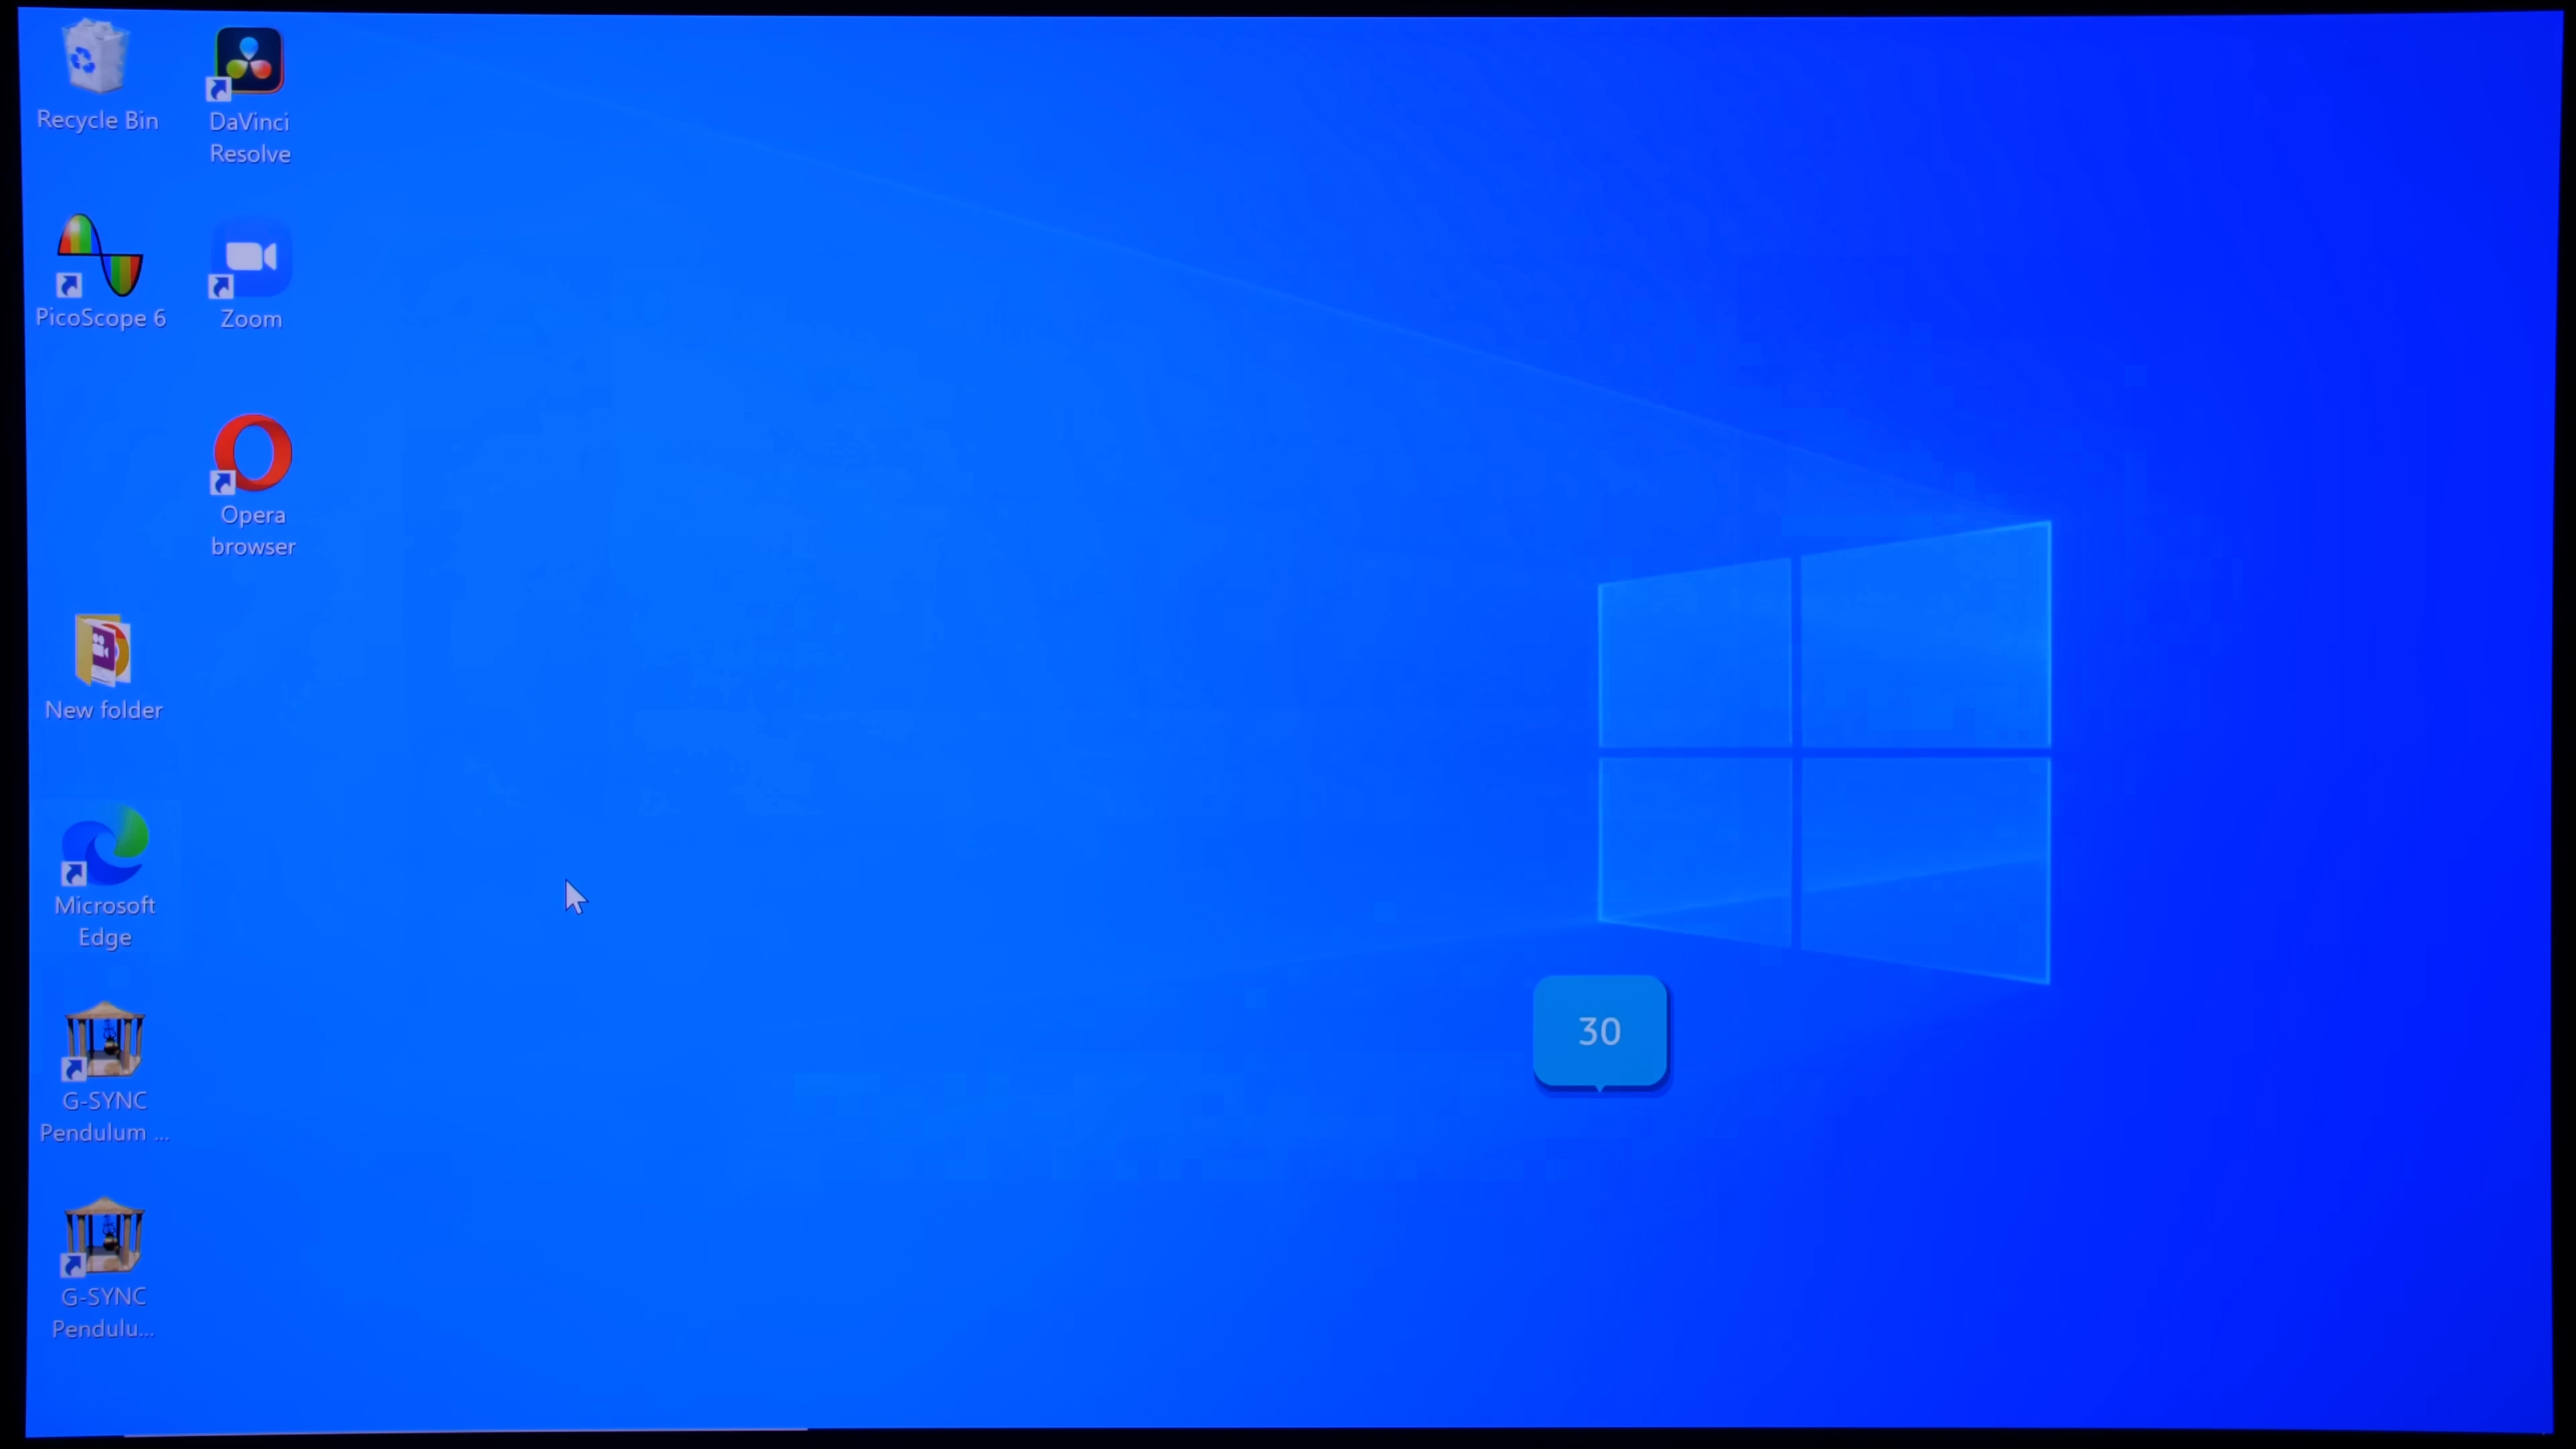 Recycle Bin
DaVinci
Resolve
PicoScope 6
Zoom
Opera
browser
New folder
Microsoft
Edge
G-SYNC
Pendulum ...
G-SYNC
Pendulu...
30